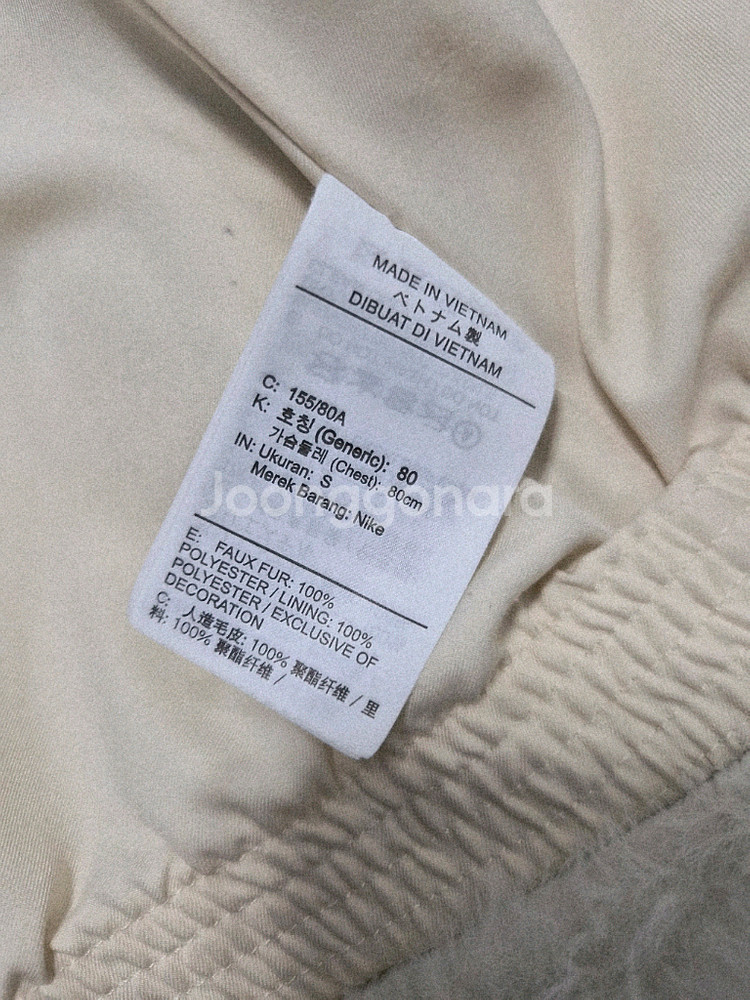 MADE IN VIETNAM
ベトナム製
DIBUAT DI VIETNAM
C: 155/80A
K: 호칭 (Generic): 80
가슴둘레 (Chest): 80cm
IN: Ukuran: S
Merek Barang: Nike
Joonggonara
E: FAUX FUR: 100%
POLYESTER / LINING: 100%
POLYESTER / EXCLUSIVE OF
DECORATION
C: 人造毛皮: 100% 聚酯纤维 / 里
料: 100% 聚酯纤维 /